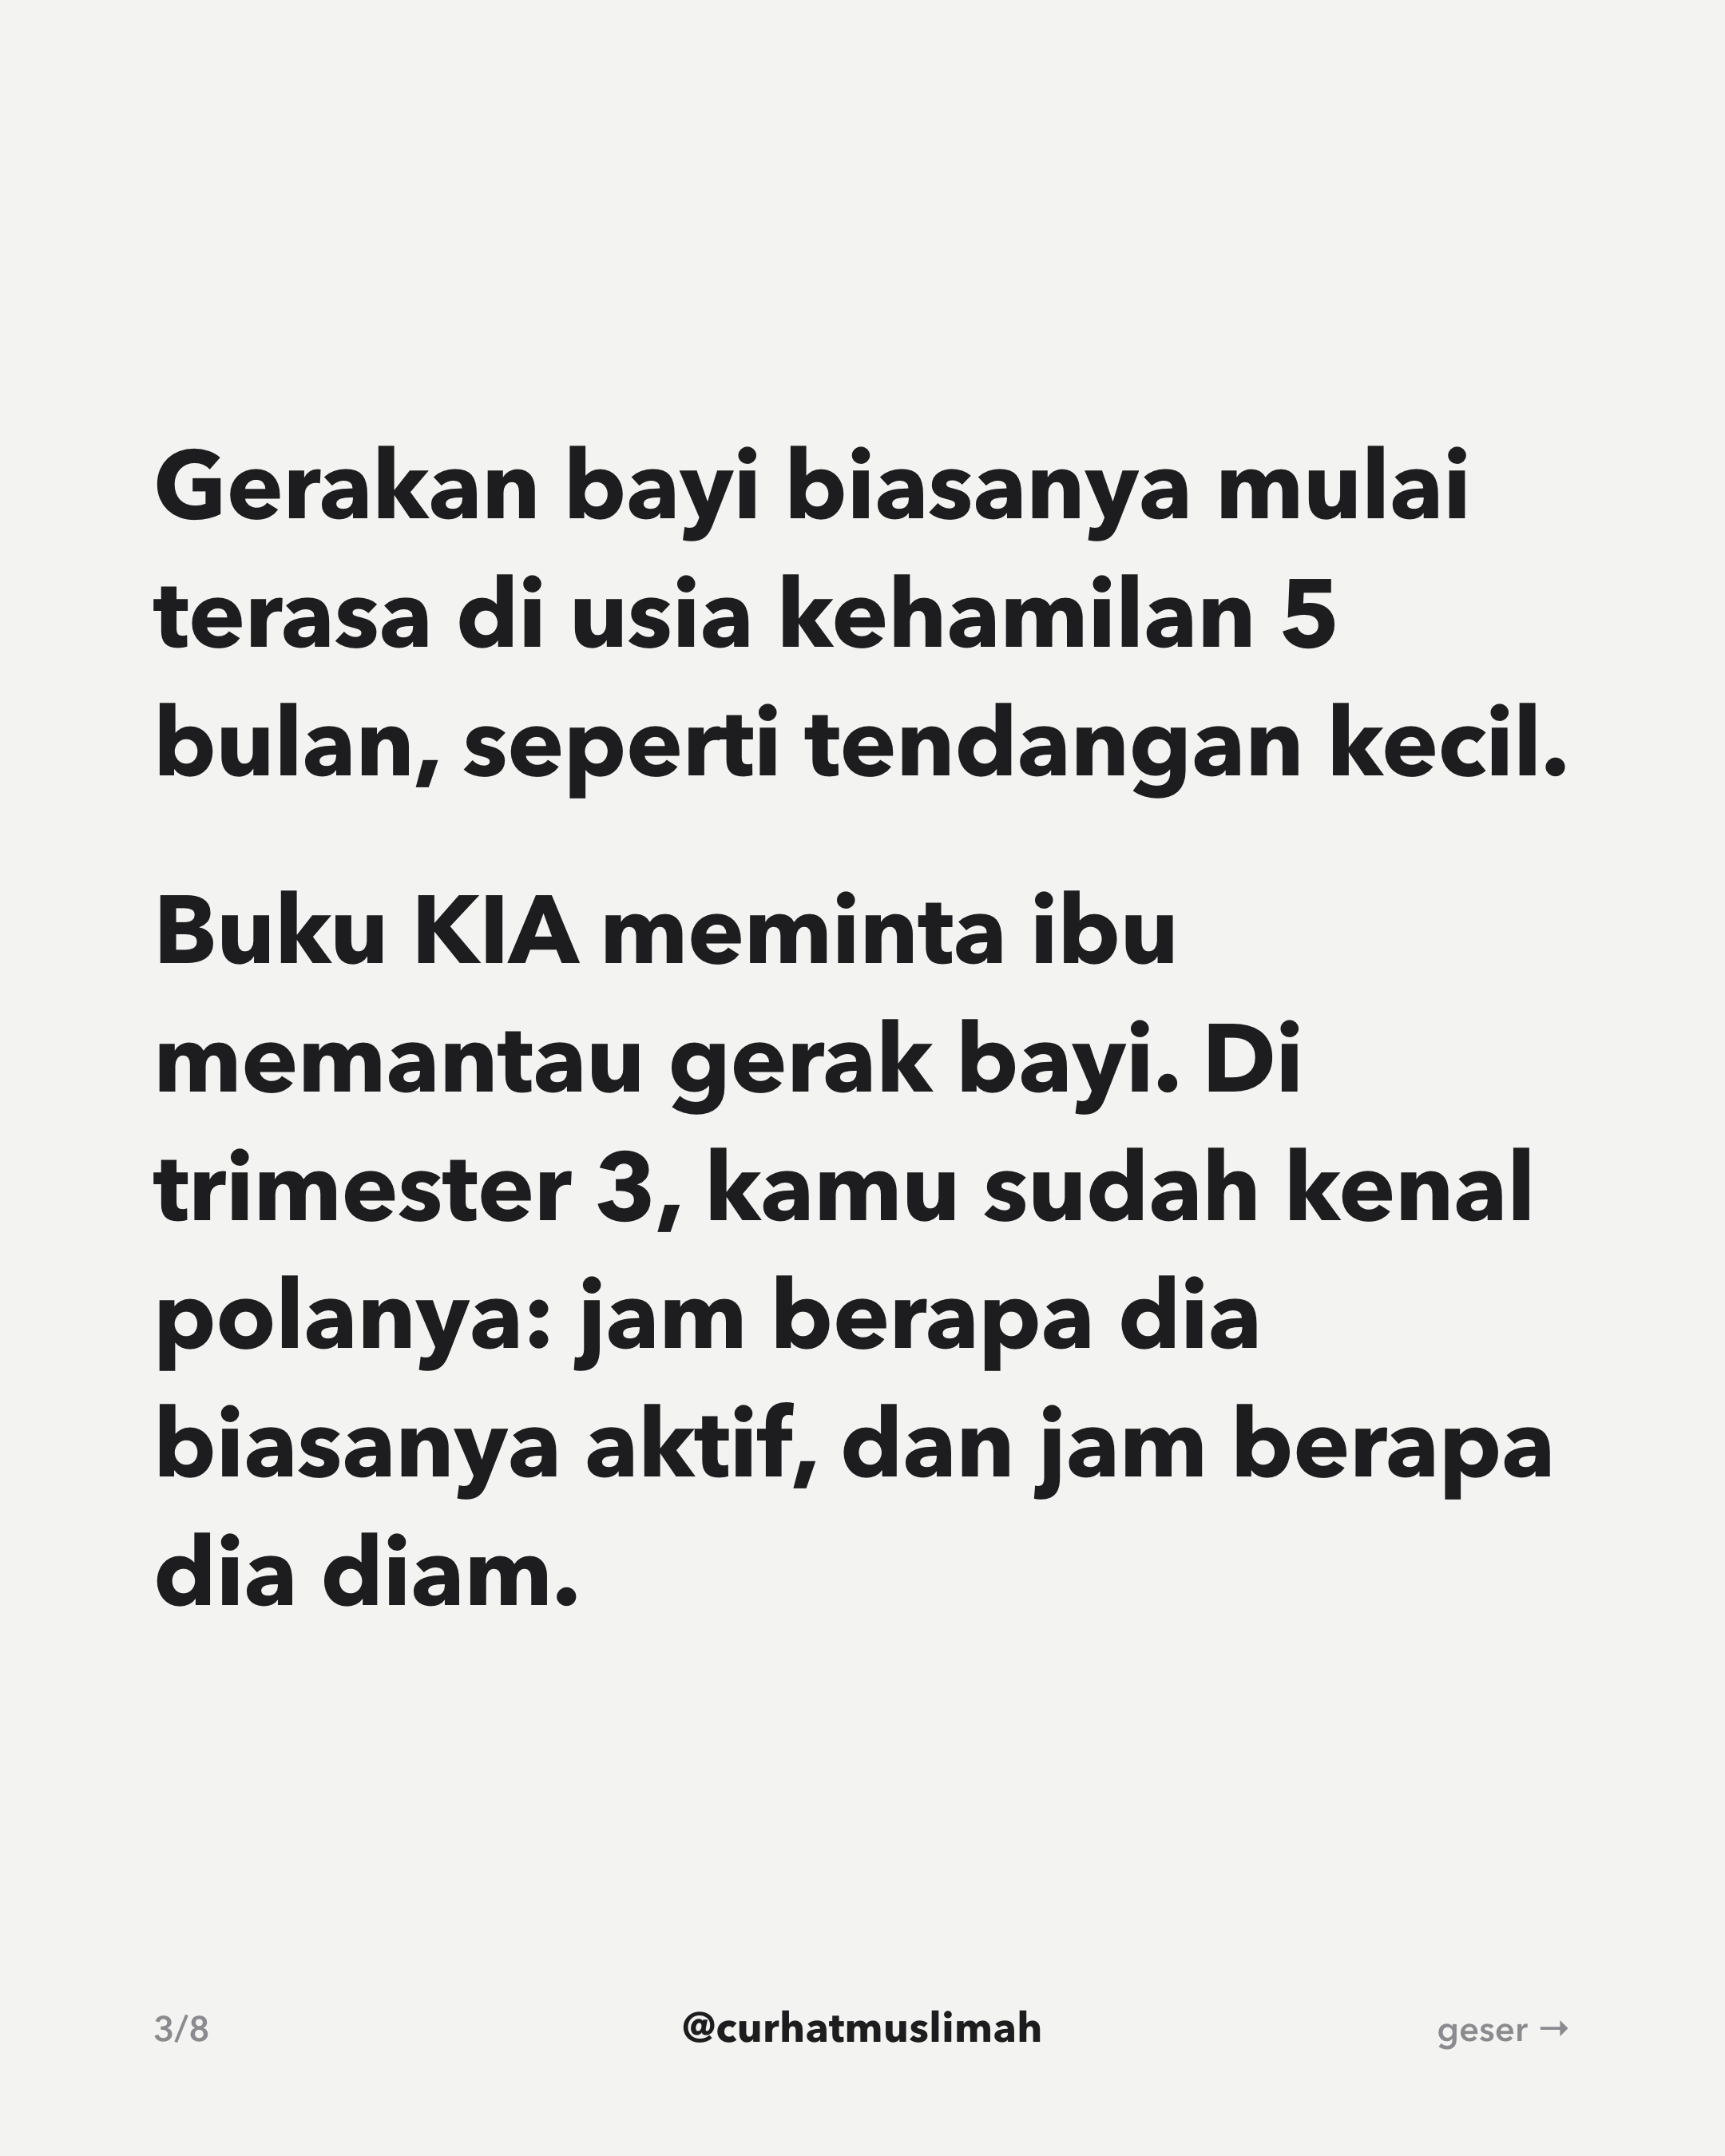 Gerakan bayi biasanya mulai
terasa di usia kehamilan 5
bulan, seperti tendangan kecil.
Buku KIA meminta ibu
memantau gerak bayi. Di
trimester 3, kamu sudah kenal
polanya: jam berapa dia
biasanya aktif, dan jam berapa
dia diam.
3/8
@curhatmuslimah
geser →